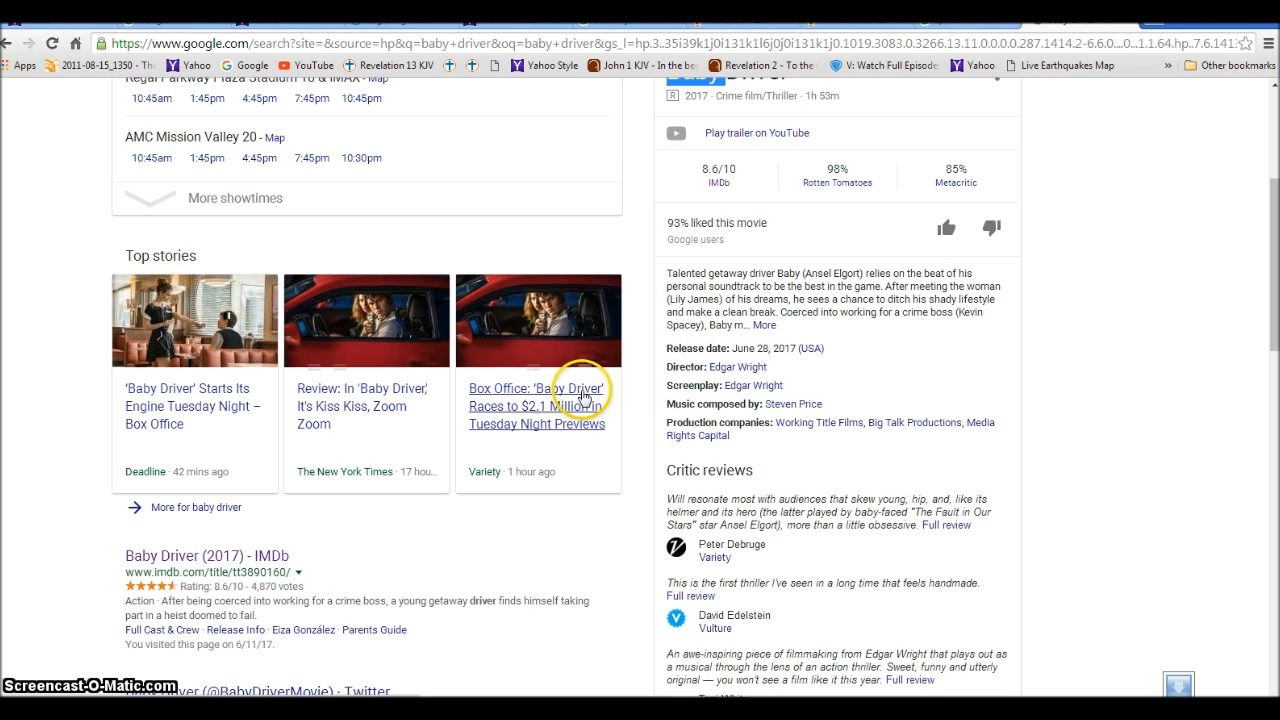 https://www.google.com/search?site=&source=hp&q=baby+driver&oq=baby+driver&gs_l=hp.3..35i39k1j0i131k1l6j0j0i131k1j0.1019.3083.0.3266.13.11.0.0.0.0.287.1414.2-6.6.0....0...1.1.64.hp..7.6.141
Apps
2011-08-15_1350 - Th
Yahoo
Google
YouTube
Revelation 13 KJV
Yahoo Style
John 1 KJV - In the be
Revelation 2 - To the
V: Watch Full Episode
Yahoo
Live Earthquakes Map
»
Other bookmarks
Regal Parkway Plaza Stadium 18 & IMAX - Map
10:45am 1:45pm 4:45pm 7:45pm 10:45pm
AMC Mission Valley 20 - Map
10:45am 1:45pm 4:45pm 7:45pm 10:30pm
More showtimes
Top stories
'Baby Driver' Starts Its
Engine Tuesday Night –
Box Office
Deadline · 42 mins ago
Review: In 'Baby Driver,'
It's Kiss Kiss, Zoom
Zoom
The New York Times · 17 hou...
Box Office: 'Baby Driver'
Races to $2.1 Million in
Tuesday Night Previews
Variety · 1 hour ago
More for baby driver
Baby Driver (2017) - IMDb
www.imdb.com/title/tt3890160/
Rating: 8.6/10 - 4,870 votes
Action · After being coerced into working for a crime boss, a young getaway driver finds himself taking
part in a heist doomed to fail.
Full Cast & Crew · Release Info · Eiza González · Parents Guide
You visited this page on 6/11/17.
Baby Driver (@BabyDriverMovie) · Twitter
Baby Driver
R 2017 · Crime film/Thriller · 1h 53m
Play trailer on YouTube
8.6/10 98% 85%
IMDb Rotten Tomatoes Metacritic
93% liked this movie
Google users
Talented getaway driver Baby (Ansel Elgort) relies on the beat of his
personal soundtrack to be the best in the game. After meeting the woman
(Lily James) of his dreams, he sees a chance to ditch his shady lifestyle
and make a clean break. Coerced into working for a crime boss (Kevin
Spacey), Baby m... More
Release date: June 28, 2017 (USA)
Director: Edgar Wright
Screenplay: Edgar Wright
Music composed by: Steven Price
Production companies: Working Title Films, Big Talk Productions, Media
Rights Capital
Critic reviews
Will resonate most with audiences that skew young, hip, and, like its
helmer and its hero (the latter played by baby-faced "The Fault in Our
Stars" star Ansel Elgort), more than a little obsessive. Full review
Peter Debruge
Variety
This is the first thriller I've seen in a long time that feels handmade.
Full review
David Edelstein
Vulture
An awe-inspiring piece of filmmaking from Edgar Wright that plays out as
a musical through the lens of an action thriller. Sweet, funny and utterly
original — you won't see a film like it this year. Full review
Screencast-O-Matic.com